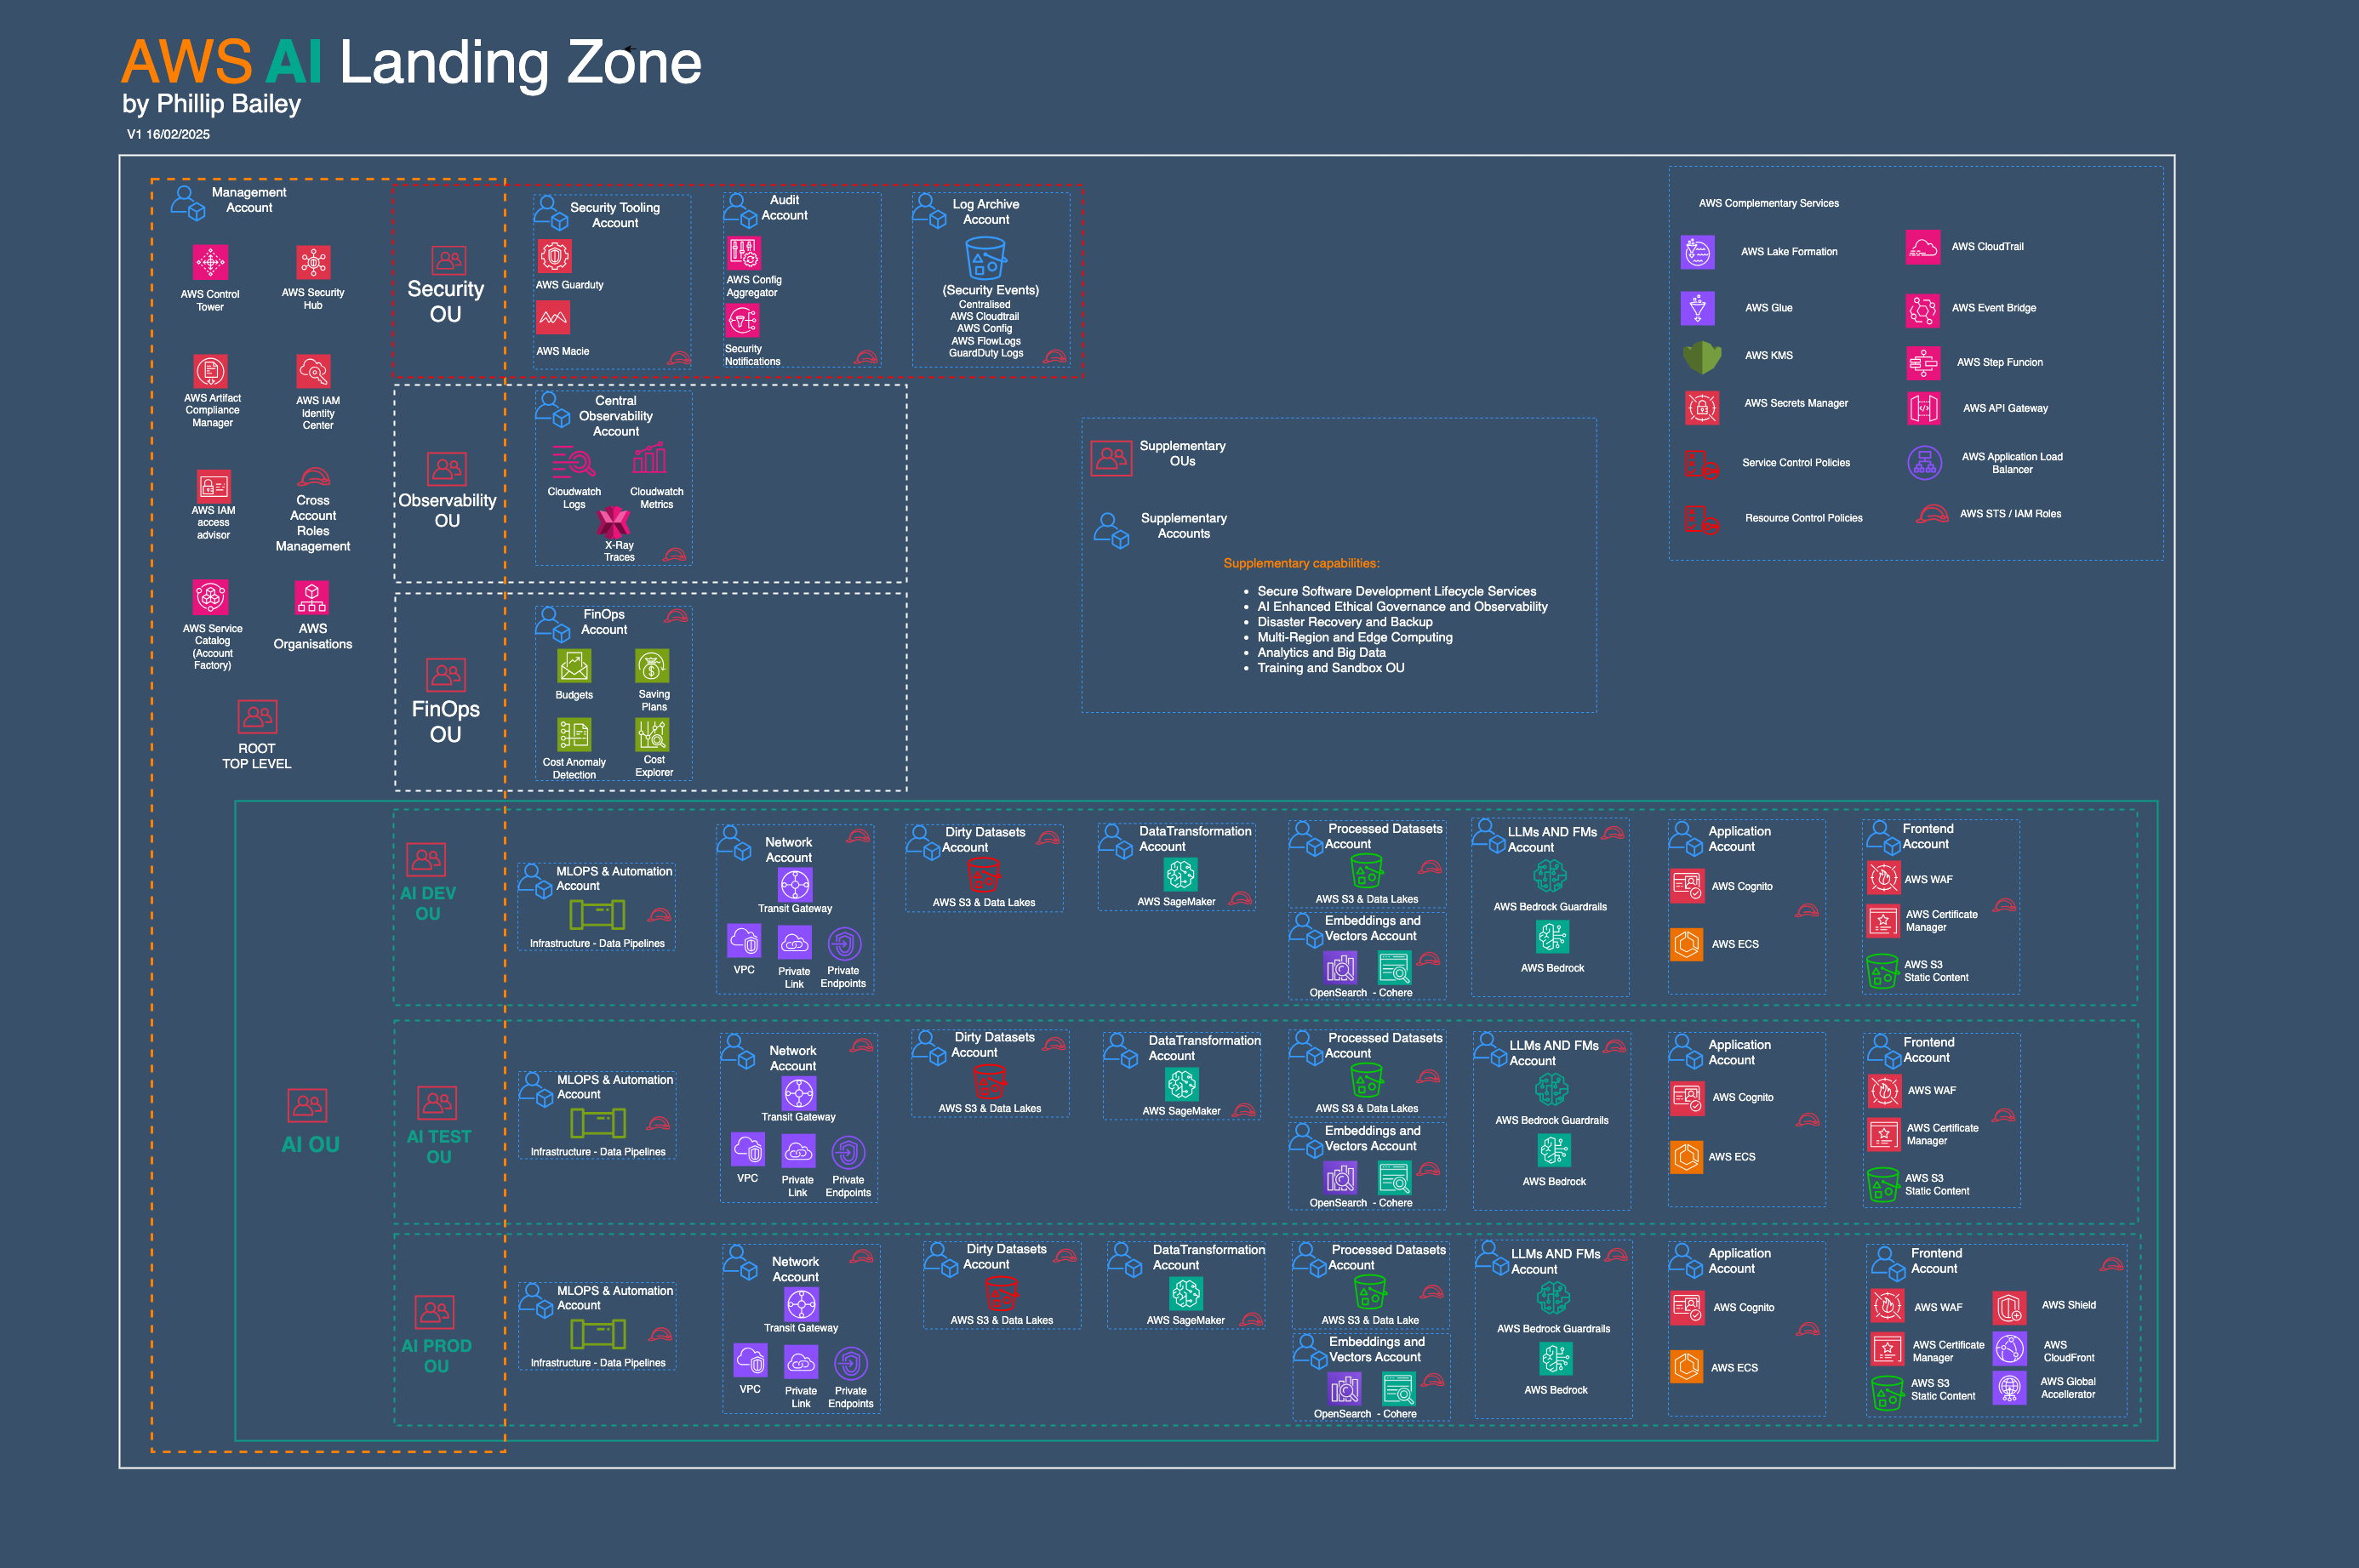 AWS AI Landing Zone
by Phillip Bailey
V1 16/02/2025
Management
Account
AWS Control
Tower
AWS Security
Hub
AWS Artifact
Compliance
Manager
AWS IAM
Identity
Center
AWS IAM
access
advisor
Cross
Account
Roles
Management
AWS Service
Catalog
(Account
Factory)
AWS
Organisations
ROOT
TOP LEVEL
Security
OU
Security Tooling
Account
AWS Guarduty
AWS Macie
Audit
Account
AWS Config
Aggregator
Security
Notifications
Log Archive
Account
(Security Events)
Centralised
AWS Cloudtrail
AWS Config
AWS FlowLogs
GuardDuty Logs
Observability
OU
Central
Observability
Account
Cloudwatch
Logs
Cloudwatch
Metrics
X-Ray
Traces
FinOps
OU
FinOps
Account
Budgets
Saving
Plans
Cost Anomaly
Detection
Cost
Explorer
Supplementary
OUs
Supplementary
Accounts
Supplementary capabilities:
• Secure Software Development Lifecycle Services
• AI Enhanced Ethical Governance and Observability
• Disaster Recovery and Backup
• Multi-Region and Edge Computing
• Analytics and Big Data
• Training and Sandbox OU
AWS Complementary Services
AWS Lake Formation
AWS CloudTrail
AWS Glue
AWS Event Bridge
AWS KMS
AWS Step Funcion
AWS Secrets Manager
AWS API Gateway
Service Control Policies
AWS Application Load
Balancer
Resource Control Policies
AWS STS / IAM Roles
AI OU
AI DEV
OU
MLOPS & Automation
Account
Infrastructure - Data Pipelines
Network
Account
Transit Gateway
VPC
Private
Link
Private
Endpoints
Dirty Datasets
Account
AWS S3 & Data Lakes
DataTransformation
Account
AWS SageMaker
Processed Datasets
Account
AWS S3 & Data Lakes
Embeddings and
Vectors Account
OpenSearch - Cohere
LLMs AND FMs
Account
AWS Bedrock Guardrails
AWS Bedrock
Application
Account
AWS Cognito
AWS ECS
Frontend
Account
AWS WAF
AWS Certificate
Manager
AWS S3
Static Content
AI TEST
OU
MLOPS & Automation
Account
Infrastructure - Data Pipelines
Network
Account
Transit Gateway
VPC
Private
Link
Private
Endpoints
Dirty Datasets
Account
AWS S3 & Data Lakes
DataTransformation
Account
AWS SageMaker
Processed Datasets
Account
AWS S3 & Data Lakes
Embeddings and
Vectors Account
OpenSearch - Cohere
LLMs AND FMs
Account
AWS Bedrock Guardrails
AWS Bedrock
Application
Account
AWS Cognito
AWS ECS
Frontend
Account
AWS WAF
AWS Certificate
Manager
AWS S3
Static Content
AI PROD
OU
MLOPS & Automation
Account
Infrastructure - Data Pipelines
Network
Account
Transit Gateway
VPC
Private
Link
Private
Endpoints
Dirty Datasets
Account
AWS S3 & Data Lakes
DataTransformation
Account
AWS SageMaker
Processed Datasets
Account
AWS S3 & Data Lake
Embeddings and
Vectors Account
OpenSearch - Cohere
LLMs AND FMs
Account
AWS Bedrock Guardrails
AWS Bedrock
Application
Account
AWS Cognito
AWS ECS
Frontend
Account
AWS WAF
AWS Shield
AWS Certificate
Manager
AWS
CloudFront
AWS S3
Static Content
AWS Global
Accellerator